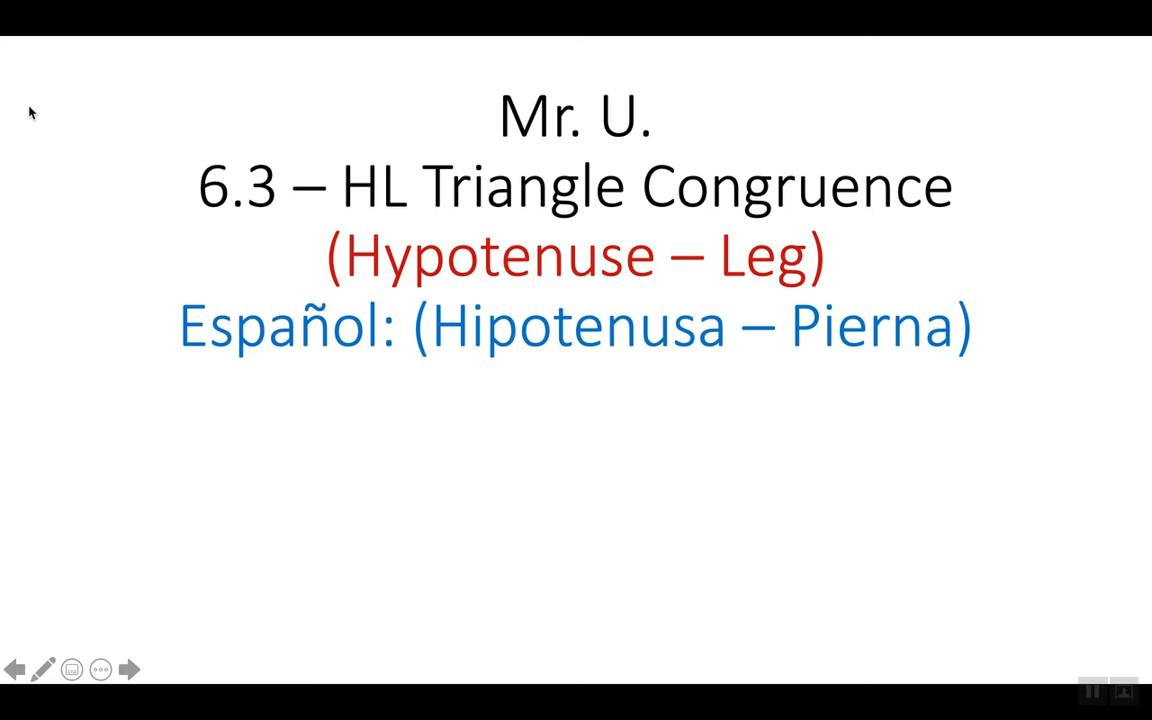 Mr. U.
6.3 – HL Triangle Congruence
(Hypotenuse – Leg)
Español: (Hipotenusa – Pierna)